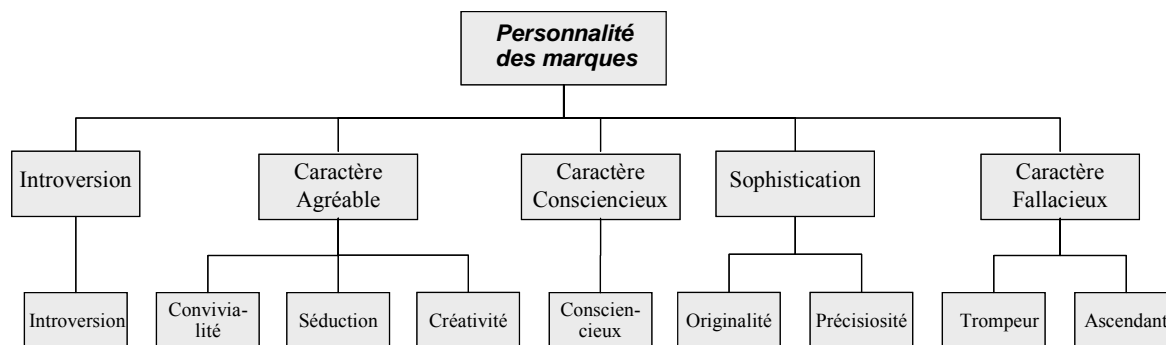 Personnalité
des marques
Introversion
Caractère
Agréable
Caractère
Consciencieux
Sophistication
Caractère
Fallacieux
Introversion
Convivia-
lité
Séduction
Créativité
Conscien-
cieux
Originalité
Précisiosité
Trompeur
Ascendant